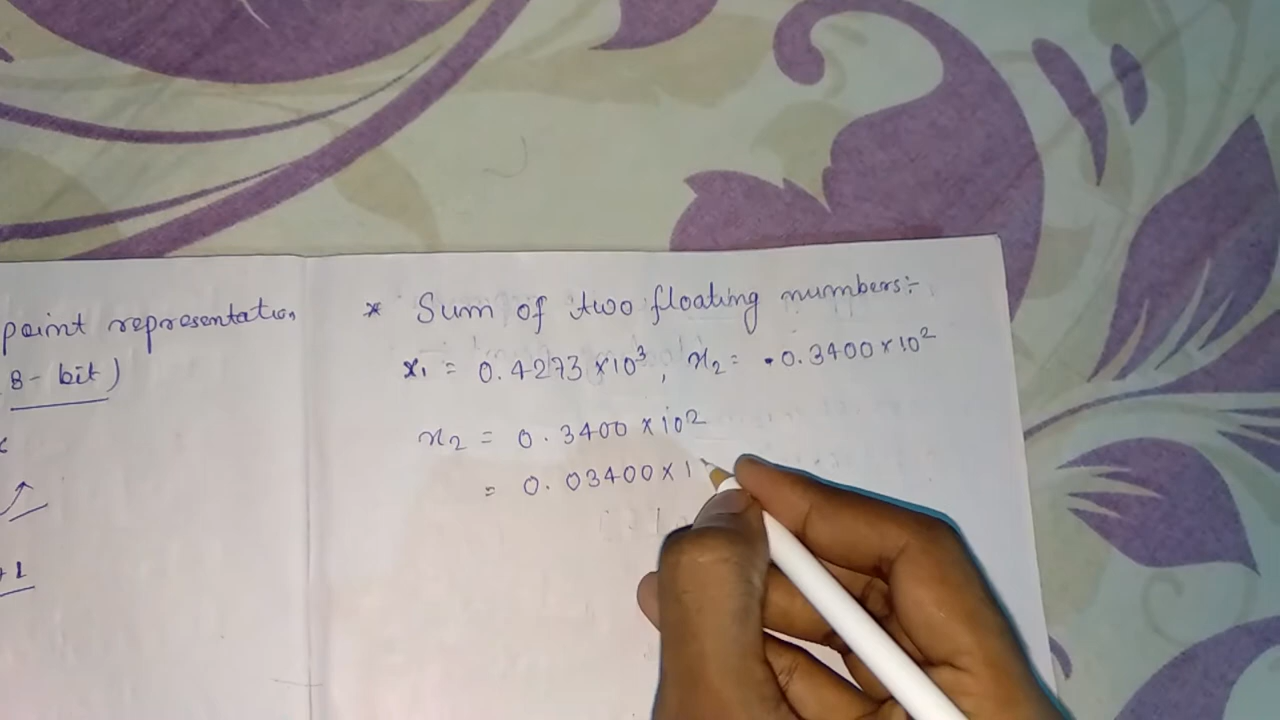 point representation
8 - bit)
+ 1
* Sum of two floating numbers :-
x₁ = 0.4273 × 10³, x₂ = 0.3400 × 10²
x₂ = 0.3400 × 10²
= 0.03400 × 1